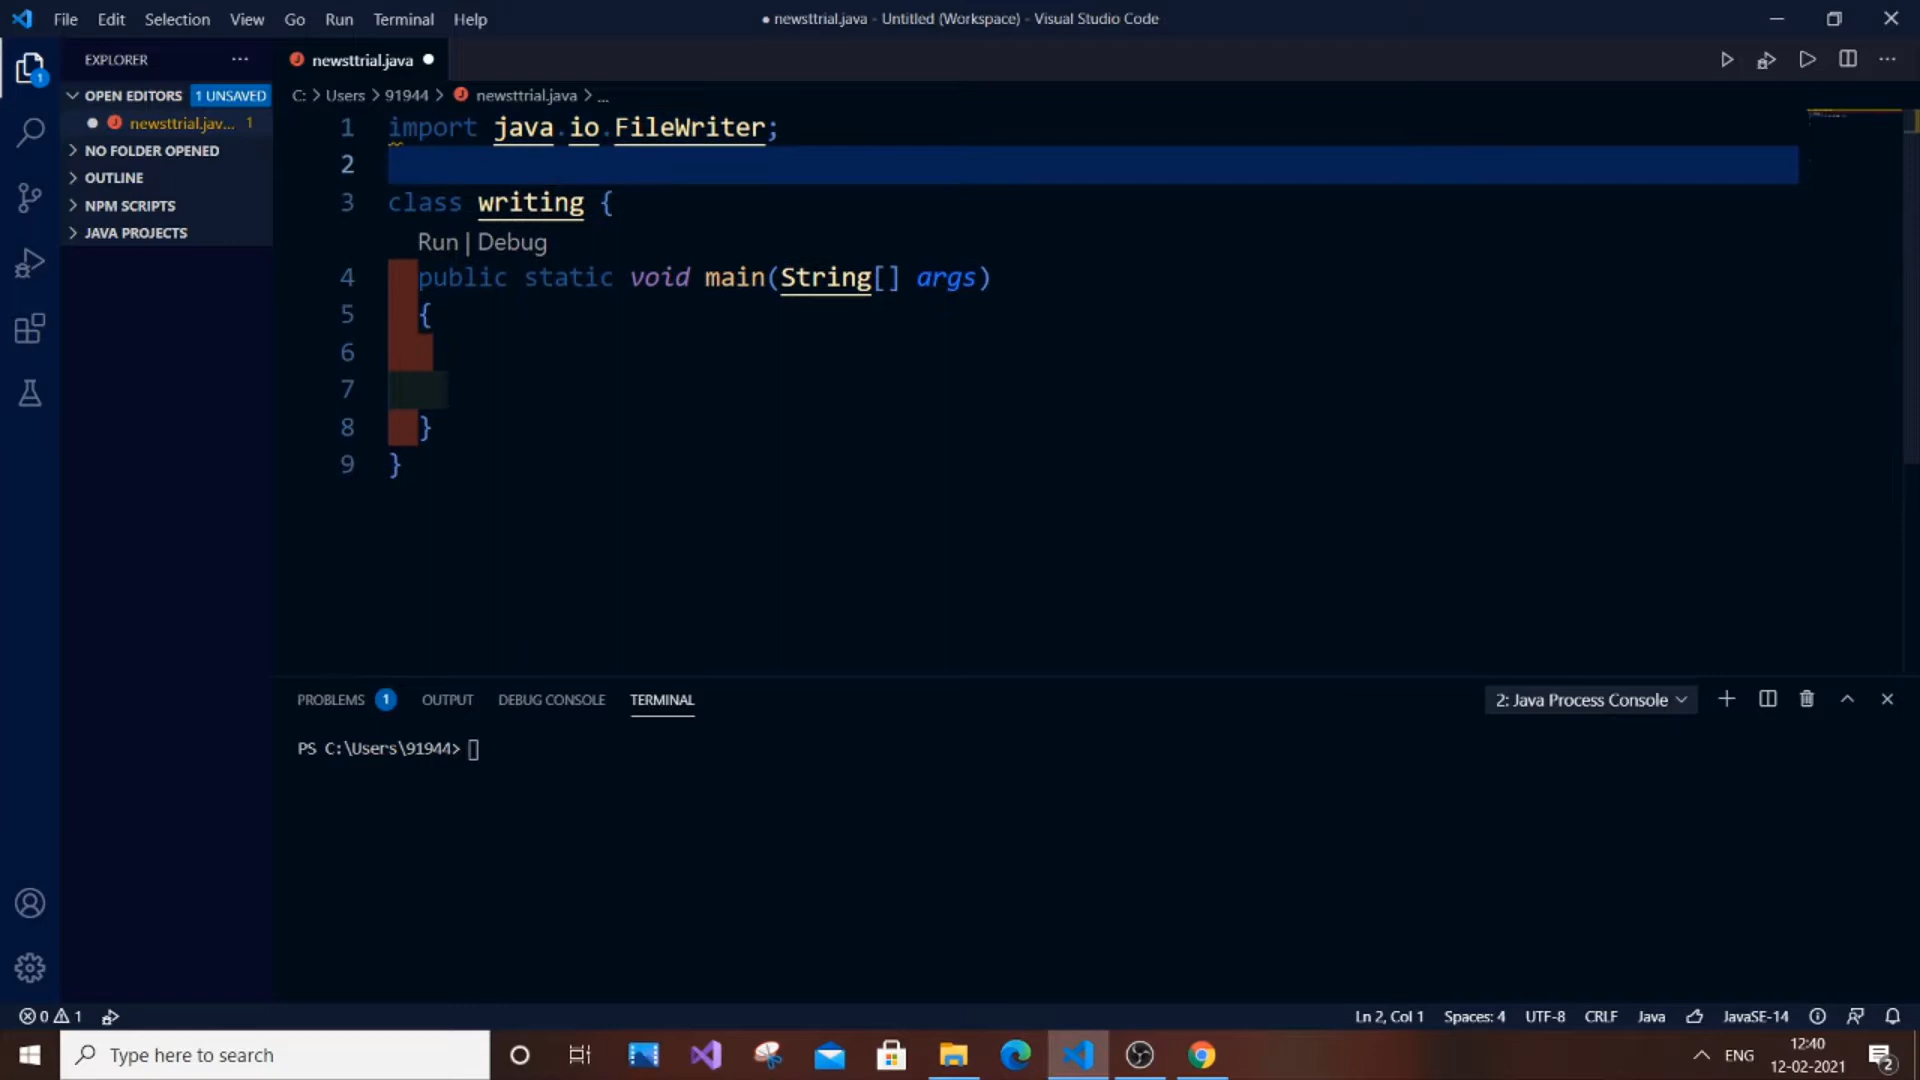 File Edit Selection View Go Run Terminal Help
● newsttrial.java - Untitled (Workspace) - Visual Studio Code
EXPLORER
newsttrial.java
1
OPEN EDITORS 1 UNSAVED
newsttrial.jav... 1
NO FOLDER OPENED
OUTLINE
NPM SCRIPTS
JAVA PROJECTS
C: > Users > 91944 > newsttrial.java > ...
1 import java.io.FileWriter;
2
3 class writing {
Run | Debug
4 public static void main(String[] args)
5 {
6
7
8 }
9 }
PROBLEMS 1 OUTPUT DEBUG CONSOLE TERMINAL
2: Java Process Console
PS C:\Users\91944>
0 1
Ln 2, Col 1 Spaces: 4 UTF-8 CRLF Java JavaSE-14
Type here to search
ENG
12:40
12-02-2021
2